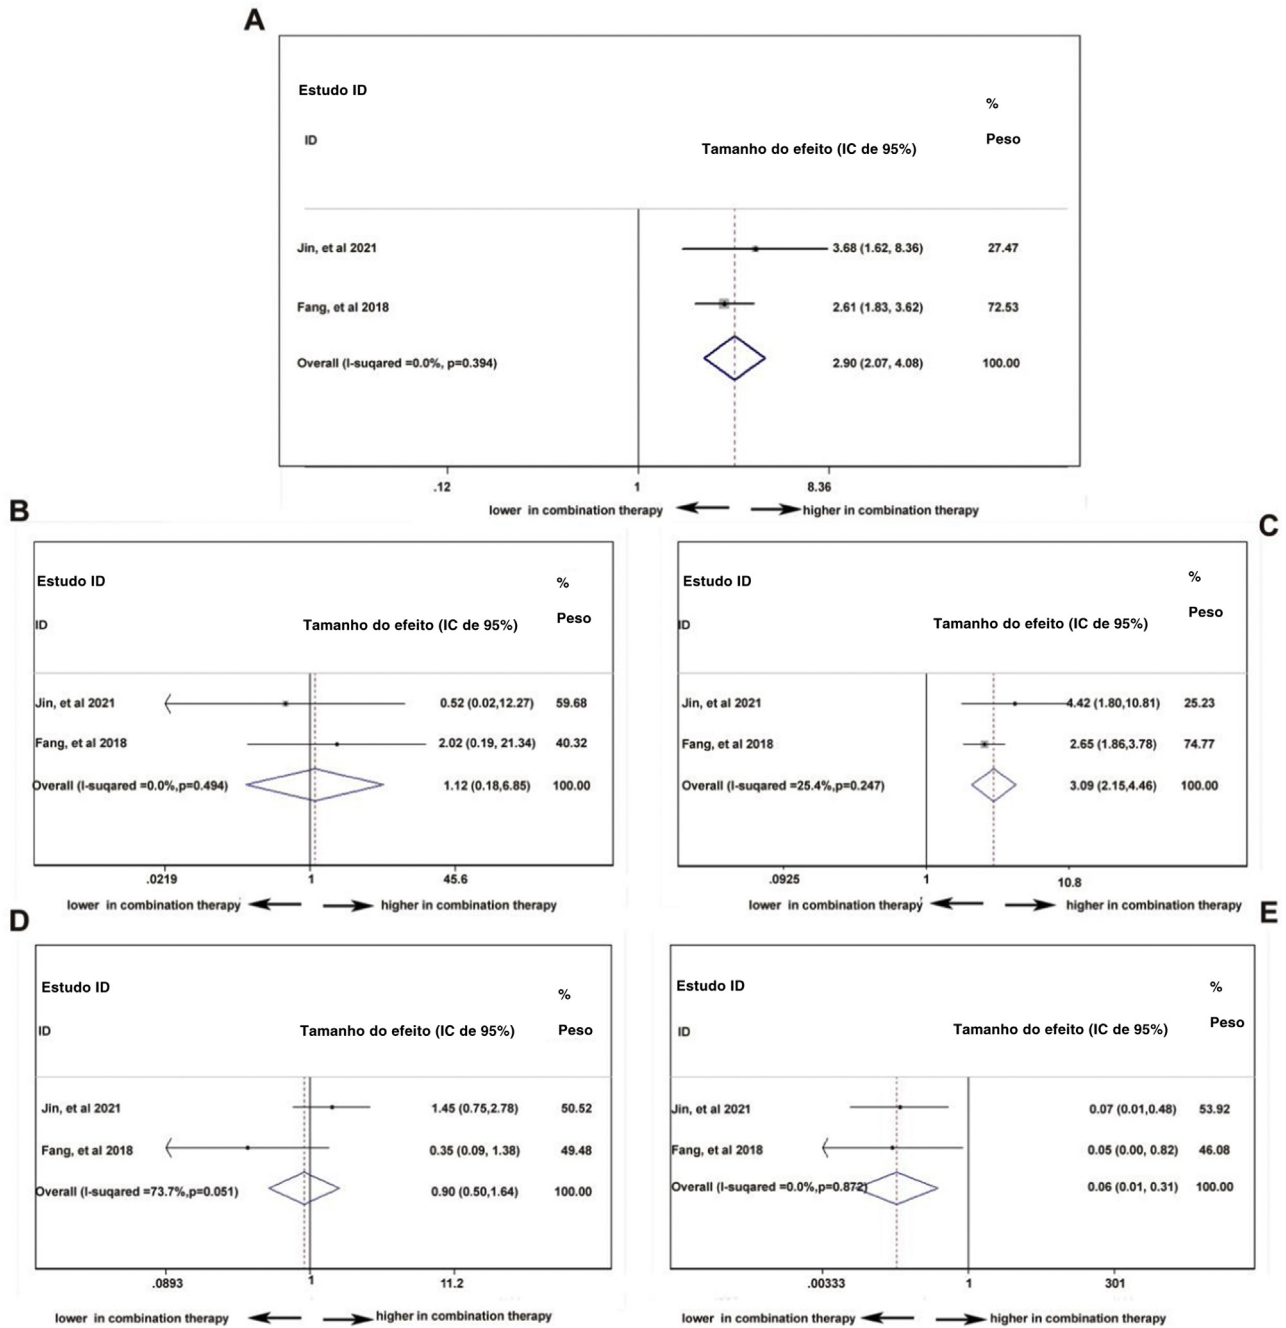 A
Estudo ID
%
ID
Peso
Tamanho do efeito (IC de 95%)
Jin, et al 2021 3.68 (1.62, 8.36) 27.47
Fang, et al 2018 2.61 (1.83, 3.62) 72.53
Overall (I-suqared =0.0%, p=0.394) 2.90 (2.07, 4.08) 100.00
.12 1 8.36
lower in combination therapy higher in combination therapy
B
Estudo ID
%
Peso
ID
Tamanho do efeito (IC de 95%)
Jin, et al 2021 0.52 (0.02,12.27) 59.68
Fang, et al 2018 2.02 (0.19, 21.34) 40.32
Overall (I-suqared =0.0%,p=0.494) 1.12 (0.18,6.85) 100.00
.0219 1 45.6
lower in combination therapy higher in combination therapy
C
Estudo ID
%
Peso
ID
Tamanho do efeito (IC de 95%)
Jin, et al 2021 4.42 (1.80,10.81) 25.23
Fang, et al 2018 2.65 (1.86,3.78) 74.77
Overall (I-suqared =25.4%,p=0.247) 3.09 (2.15,4.46) 100.00
.0925 1 10.8
lower in combination therapy higher in combination therapy
D
Estudo ID
%
ID
Tamanho do efeito (IC de 95%)
Peso
Jin, et al 2021 1.45 (0.75,2.78) 50.52
Fang, et al 2018 0.35 (0.09, 1.38) 49.48
Overall (I-suqared =73.7%,p=0.051) 0.90 (0.50,1.64) 100.00
.0893 1 11.2
lower in combination therapy higher in combination therapy
E
Estudo ID
%
Peso
ID
Tamanho do efeito (IC de 95%)
Jin, et al 2021 0.07 (0.01,0.48) 53.92
Fang, et al 2018 0.05 (0.00, 0.82) 46.08
Overall (I-suqared =0.0%,p=0.872) 0.06 (0.01, 0.31) 100.00
.00333 1 301
lower in combination therapy higher in combination therapy